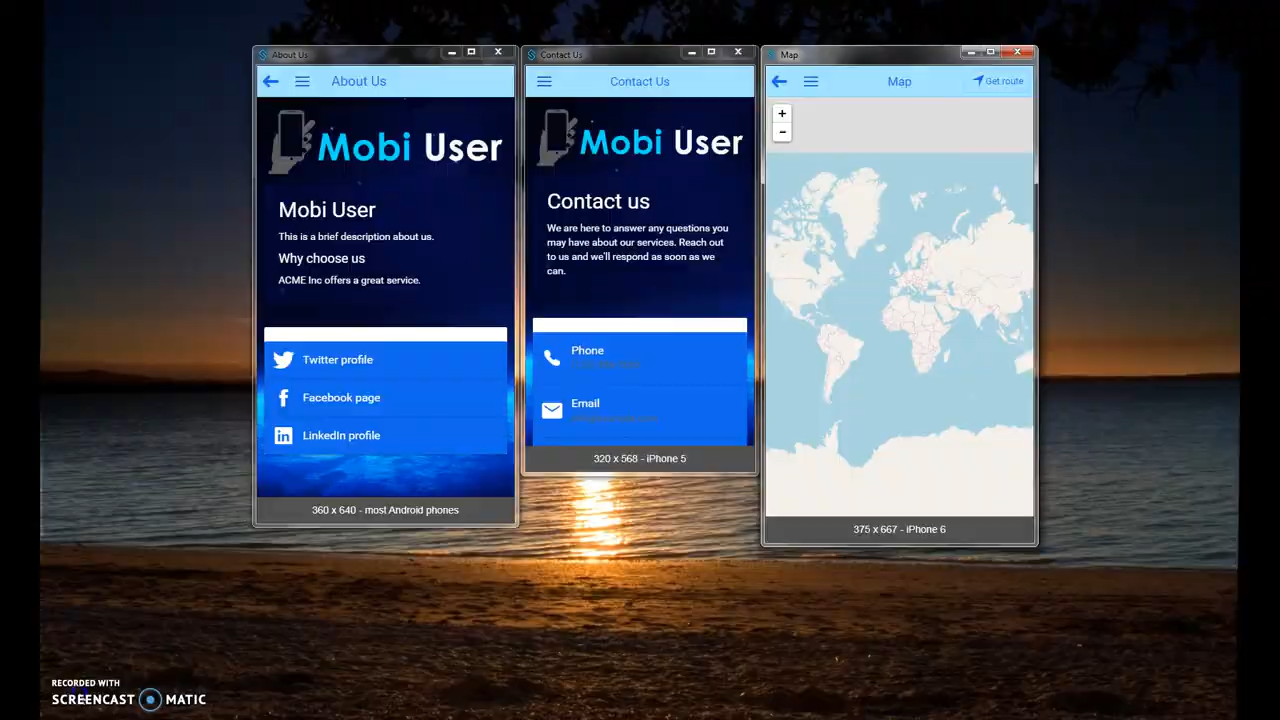 About Us
About Us
Mobi User
Mobi User
This is a brief description about us.
Why choose us
ACME Inc offers a great service.
Twitter profile
Facebook page
LinkedIn profile
360 x 640 - most Android phones
Contact Us
Contact Us
Mobi User
Contact us
We are here to answer any questions you
may have about our services. Reach out
to us and we'll respond as soon as we
can.
Phone
Email
320 x 568 - iPhone 5
Map
Map
Get route
+
−
375 x 667 - iPhone 6
RECORDED WITH
SCREENCAST MATIC